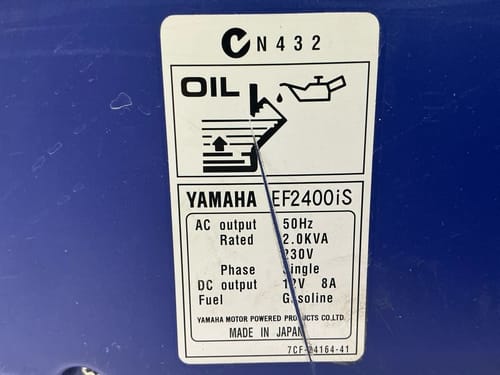 N432
OIL
YAMAHA EF2400iS
AC output 50Hz
Rated 2.0KVA
230V
Phase Single
DC output 12V 8A
Fuel Gasoline
YAMAHA MOTOR POWERED PRODUCTS CO.,LTD.
MADE IN JAPAN
7CF-24164-41